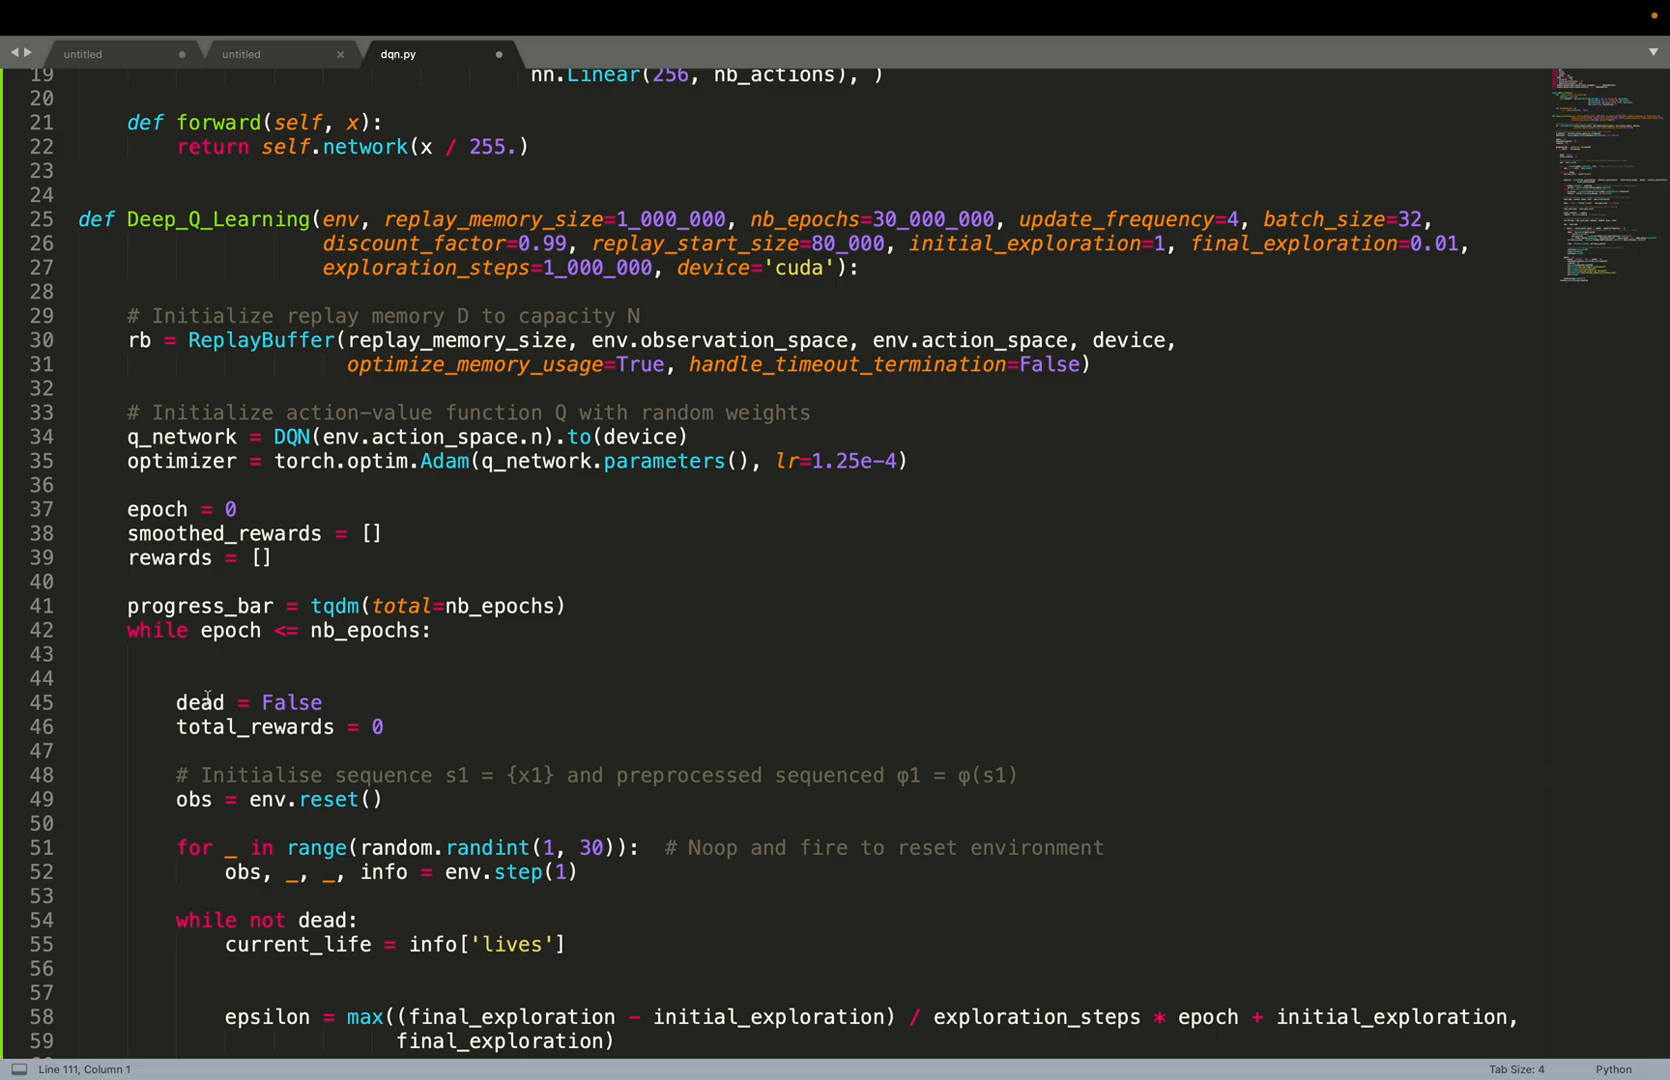 untitled untitled dqn.py
19 nn.Linear(256, nb_actions), )
20
21 def forward(self, x):
22 return self.network(x / 255.)
23
24
25 def Deep_Q_Learning(env, replay_memory_size=1_000_000, nb_epochs=30_000_000, update_frequency=4, batch_size=32,
26 discount_factor=0.99, replay_start_size=80_000, initial_exploration=1, final_exploration=0.01,
27 exploration_steps=1_000_000, device='cuda'):
28
29 # Initialize replay memory D to capacity N
30 rb = ReplayBuffer(replay_memory_size, env.observation_space, env.action_space, device,
31 optimize_memory_usage=True, handle_timeout_termination=False)
32
33 # Initialize action-value function Q with random weights
34 q_network = DQN(env.action_space.n).to(device)
35 optimizer = torch.optim.Adam(q_network.parameters(), lr=1.25e-4)
36
37 epoch = 0
38 smoothed_rewards = []
39 rewards = []
40
41 progress_bar = tqdm(total=nb_epochs)
42 while epoch <= nb_epochs:
43
44
45 dead = False
46 total_rewards = 0
47
48 # Initialise sequence s1 = {x1} and preprocessed sequenced φ1 = φ(s1)
49 obs = env.reset()
50
51 for _ in range(random.randint(1, 30)): # Noop and fire to reset environment
52 obs, _, _, info = env.step(1)
53
54 while not dead:
55 current_life = info['lives']
56
57
58 epsilon = max((final_exploration - initial_exploration) / exploration_steps * epoch + initial_exploration,
59 final_exploration)
Line 111, Column 1 Tab Size: 4 Python